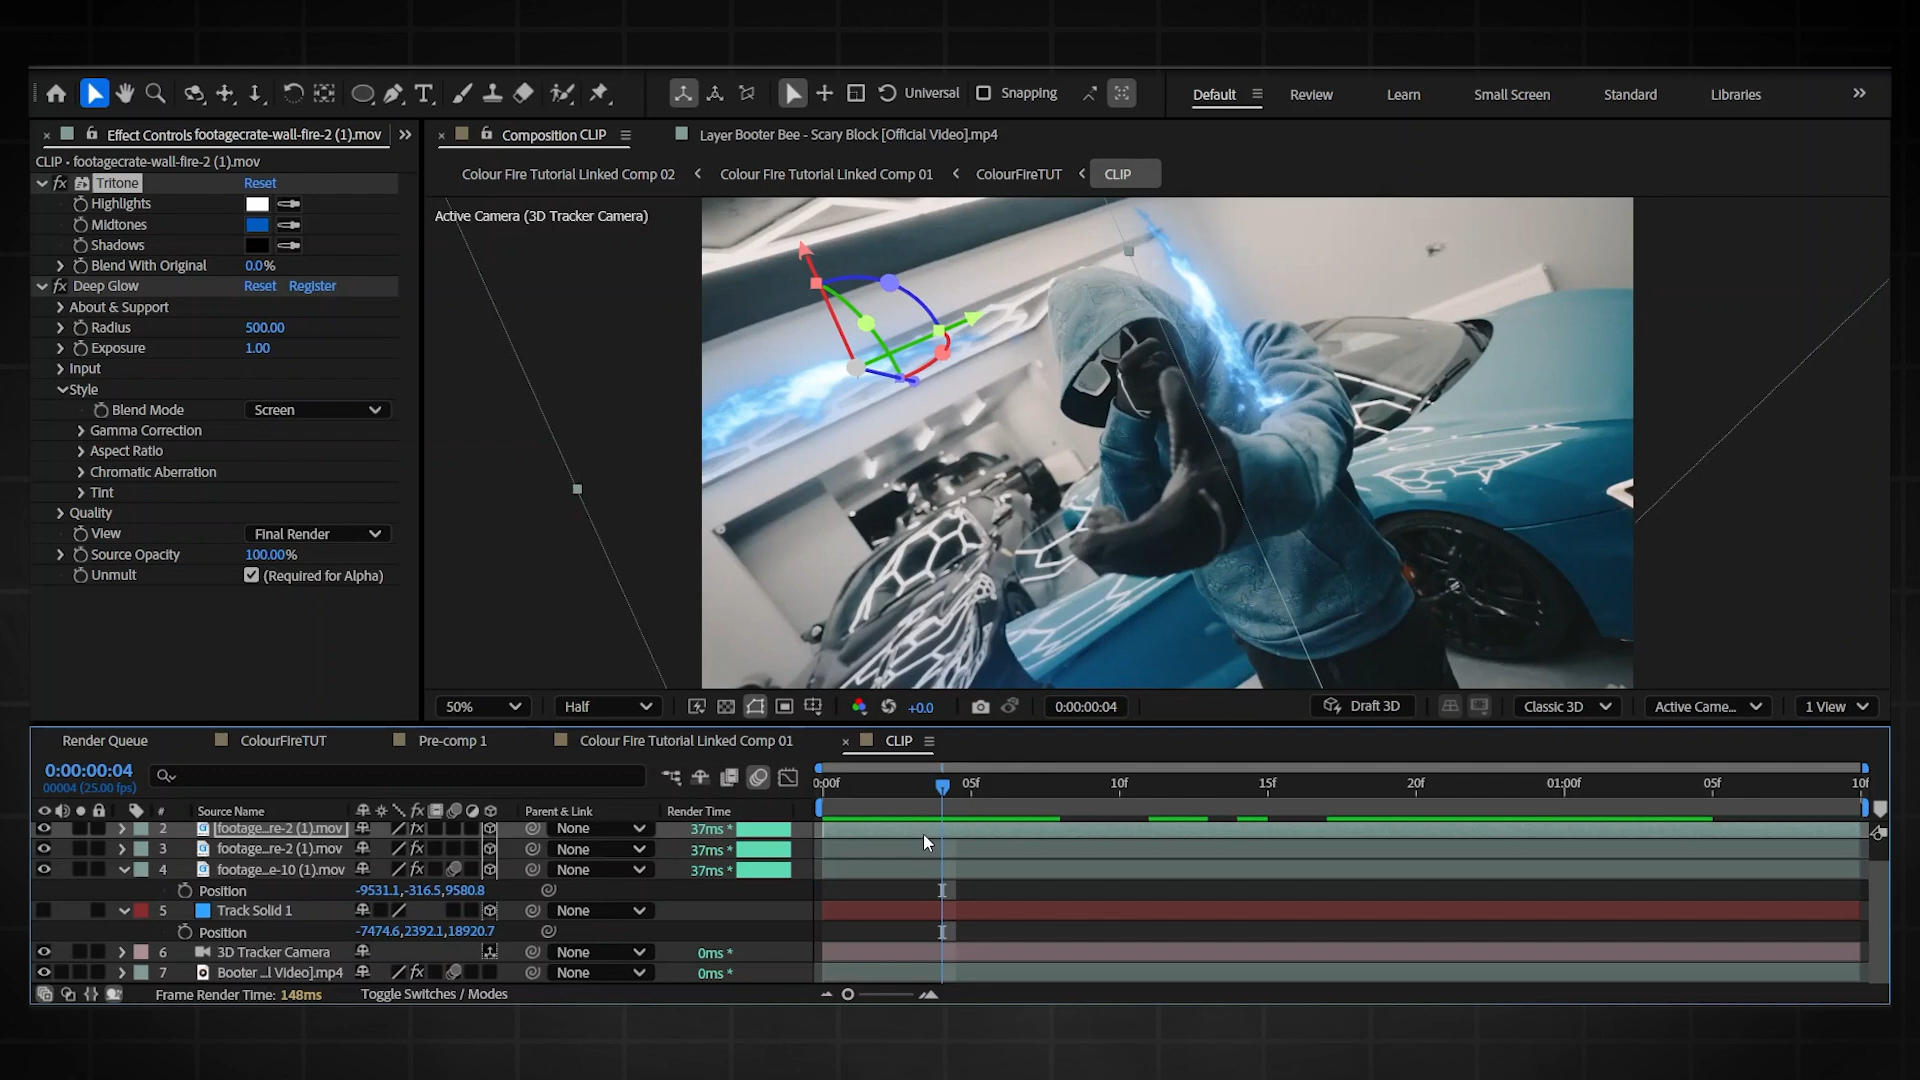 Universal
Snapping
Default
Review
Learn
Small Screen
Standard
Libraries
Effect Controls footagecrate-wall-fire-2 (1).mov
Composition CLIP
Layer Booter Bee - Scary Block [Official Video].mp4
CLIP • footagecrate-wall-fire-2 (1).mov
Colour Fire Tutorial Linked Comp 02
Colour Fire Tutorial Linked Comp 01
ColourFireTUT
CLIP
fx Tritone Reset
Highlights
Midtones
Shadows
Blend With Original 0.0%
fx Deep Glow Reset Register
About & Support
Radius 500.00
Exposure 1.00
Input
Style
Blend Mode Screen
Gamma Correction
Aspect Ratio
Chromatic Aberration
Tint
Quality
View Final Render
Source Opacity 100.00%
Unmult (Required for Alpha)
Active Camera (3D Tracker Camera)
50% Half +0.0 0:00:00:04 Draft 3D Classic 3D Active Came... 1 View
Render Queue ColourFireTUT Pre-comp 1 Colour Fire Tutorial Linked Comp 01 CLIP
0:00:00:04
00004 (25.00 fps)
0:00f 05f 10f 15f 20f 01:00f 05f 10f
# Source Name fx Parent & Link Render Time
2 footage...re-2 (1).mov fx None 37ms *
3 footage...re-2 (1).mov fx None 37ms *
4 footage...e-10 (1).mov fx None 37ms *
Position -9531.1,-316.5,9580.8
5 Track Solid 1 None
Position -7474.6,2392.1,18920.7
6 3D Tracker Camera None 0ms *
7 Booter ...l Video].mp4 fx None 0ms *
Frame Render Time: 148ms Toggle Switches / Modes